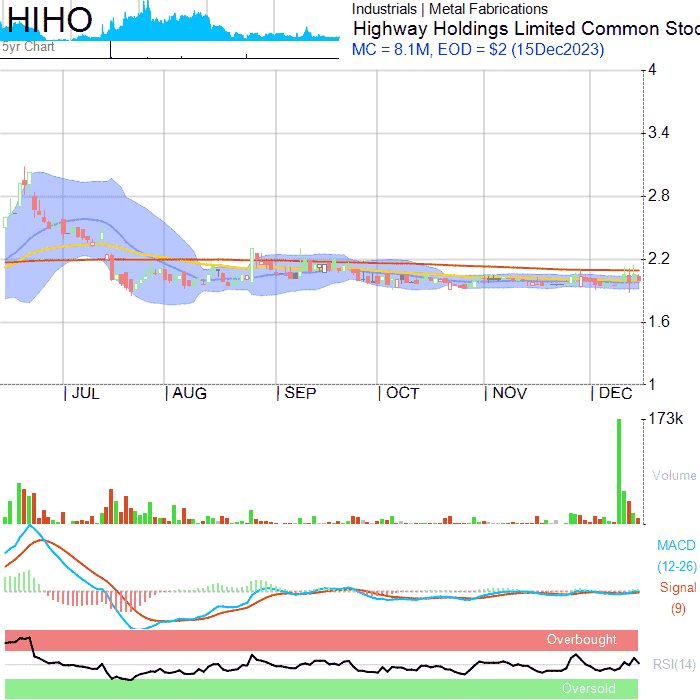 HIHO
5yr Chart
Industrials | Metal Fabrications
Highway Holdings Limited Common Stoc
MC = 8.1M, EOD = $2 (15Dec2023)
4
3.4
2.8
2.2
1.6
1
| JUL | AUG | SEP | OCT | NOV | DEC
173k
Volume
MACD
(12-26)
Signal
(9)
Overbought
RSI(14)
Oversold